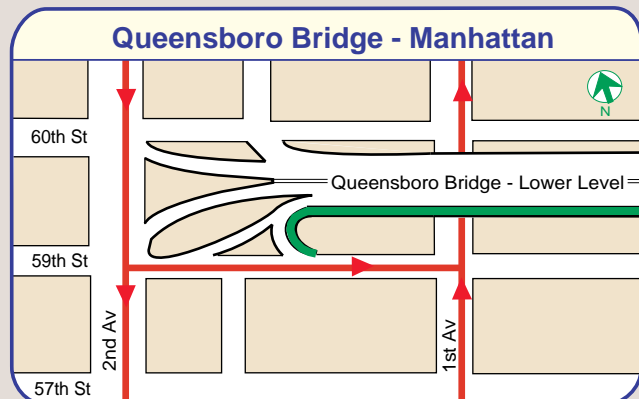 Queensboro Bridge - Manhattan
N
60th St
Queensboro Bridge - Lower Level
59th St
2nd Av
1st Av
57th St